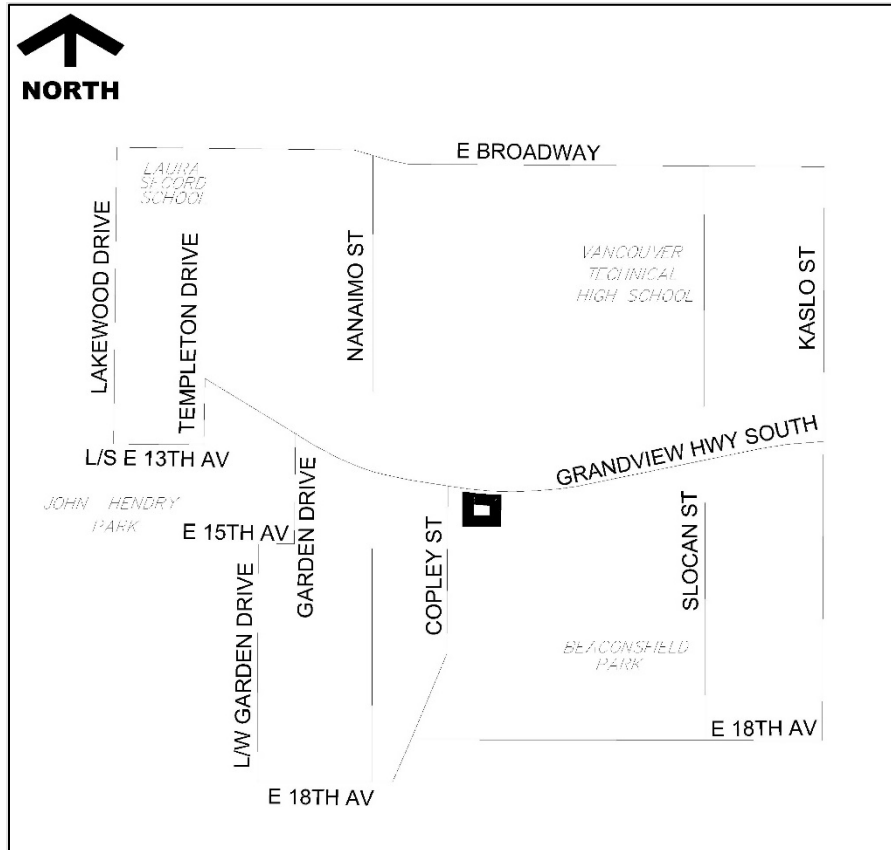 NORTH
E BROADWAY
LAURA
SECORD
SCHOOL
LAKEWOOD DRIVE
TEMPLETON DRIVE
NANAIMO ST
VANCOUVER
TECHNICAL
HIGH SCHOOL
KASLO ST
GRANDVIEW HWY SOUTH
L/S E 13TH AV
JOHN HENDRY
PARK
E 15TH AV
GARDEN DRIVE
COPLEY ST
SLOCAN ST
L/W GARDEN DRIVE
BEACONSFIELD
PARK
E 18TH AV
E 18TH AV